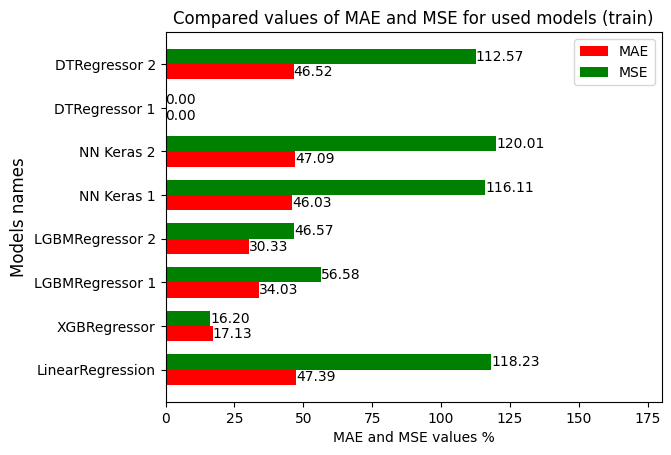 Compared values of MAE and MSE for used models (train)
MAE
MSE
Models names
DTRegressor 2
112.57
46.52
DTRegressor 1
0.00
0.00
NN Keras 2
120.01
47.09
NN Keras 1
116.11
46.03
LGBMRegressor 2
46.57
30.33
LGBMRegressor 1
56.58
34.03
XGBRegressor
16.20
17.13
LinearRegression
118.23
47.39
0 25 50 75 100 125 150 175
MAE and MSE values %